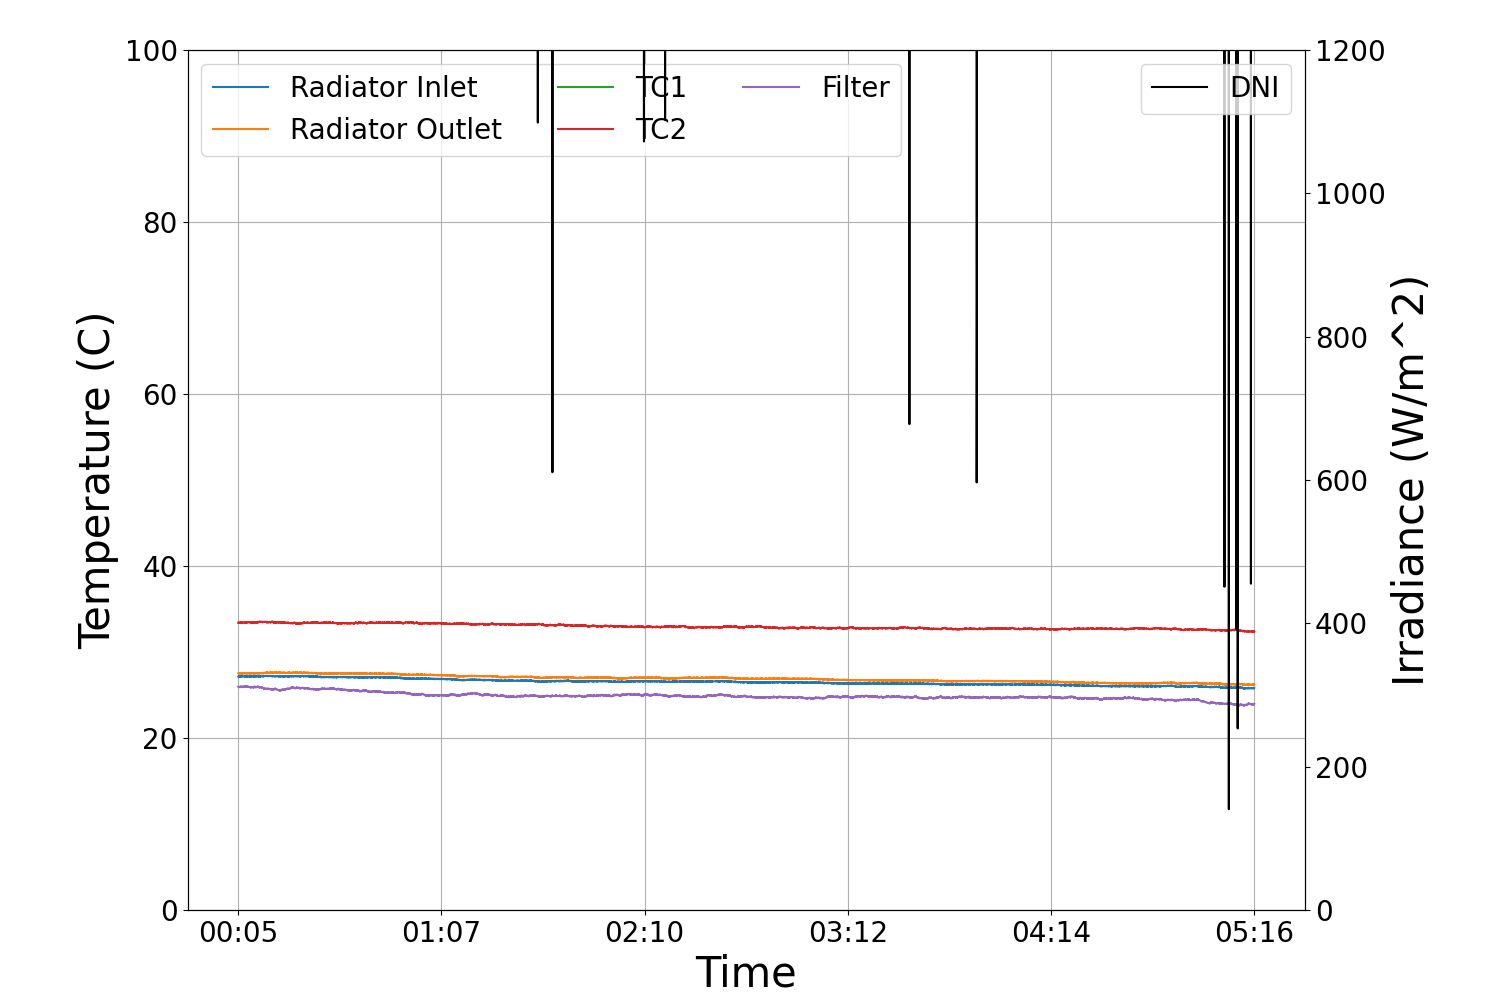 100
80
60
40
20
0
Temperature (C)
Radiator Inlet
Radiator Outlet
TC1
TC2
Filter
DNI
1200
1000
800
600
400
200
0
Irradiance (W/m^2)
00:05 01:07 02:10 03:12 04:14 05:16
Time